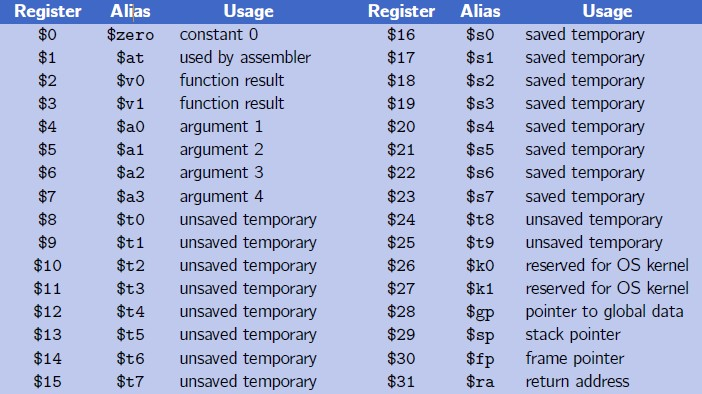 Register Alias Usage Register Alias Usage
$0 $zero constant 0 $16 $s0 saved temporary
$1 $at used by assembler $17 $s1 saved temporary
$2 $v0 function result $18 $s2 saved temporary
$3 $v1 function result $19 $s3 saved temporary
$4 $a0 argument 1 $20 $s4 saved temporary
$5 $a1 argument 2 $21 $s5 saved temporary
$6 $a2 argument 3 $22 $s6 saved temporary
$7 $a3 argument 4 $23 $s7 saved temporary
$8 $t0 unsaved temporary $24 $t8 unsaved temporary
$9 $t1 unsaved temporary $25 $t9 unsaved temporary
$10 $t2 unsaved temporary $26 $k0 reserved for OS kernel
$11 $t3 unsaved temporary $27 $k1 reserved for OS kernel
$12 $t4 unsaved temporary $28 $gp pointer to global data
$13 $t5 unsaved temporary $29 $sp stack pointer
$14 $t6 unsaved temporary $30 $fp frame pointer
$15 $t7 unsaved temporary $31 $ra return address